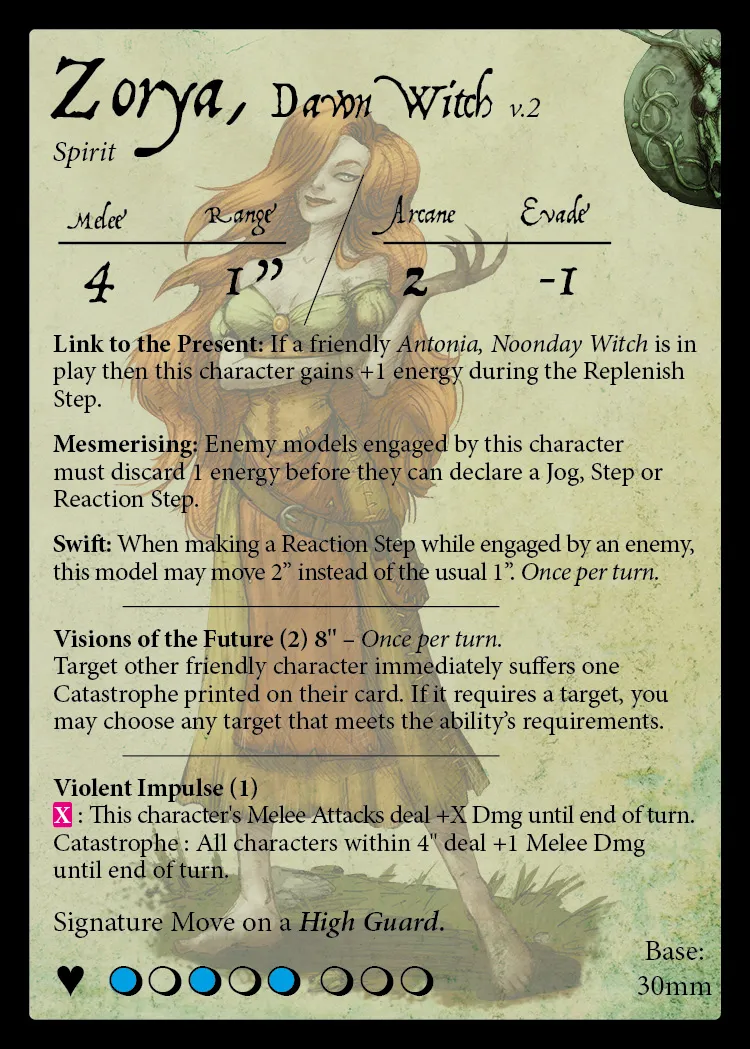 Zorya, Dawn Witch v.2
Spirit
Melee Range Arcane Evade
4 1” 2 -1
Link to the Present: If a friendly Antonia, Noonday Witch is in
play then this character gains +1 energy during the Replenish
Step.
Mesmerising: Enemy models engaged by this character
must discard 1 energy before they can declare a Jog, Step or
Reaction Step.
Swift: When making a Reaction Step while engaged by an enemy,
this model may move 2” instead of the usual 1”. Once per turn.
Visions of the Future (2) 8" – Once per turn.
Target other friendly character immediately suffers one
Catastrophe printed on their card. If it requires a target, you
may choose any target that meets the ability’s requirements.
Violent Impulse (1)
X : This character's Melee Attacks deal +X Dmg until end of turn.
Catastrophe : All characters within 4" deal +1 Melee Dmg
until end of turn.
Signature Move on a High Guard.
Base:
30mm